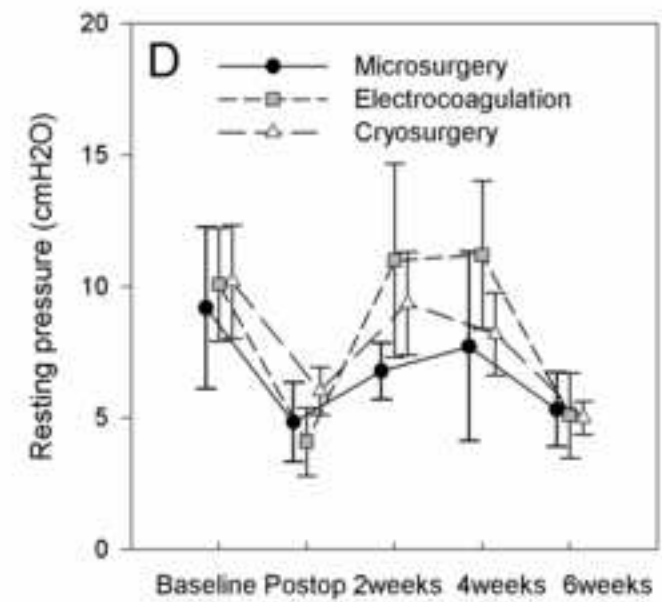 20
D
Microsurgery
Electrocoagulation
Cryosurgery
15
10
5
0
Resting pressure (cmH2O)
Baseline Postop 2weeks 4weeks 6weeks